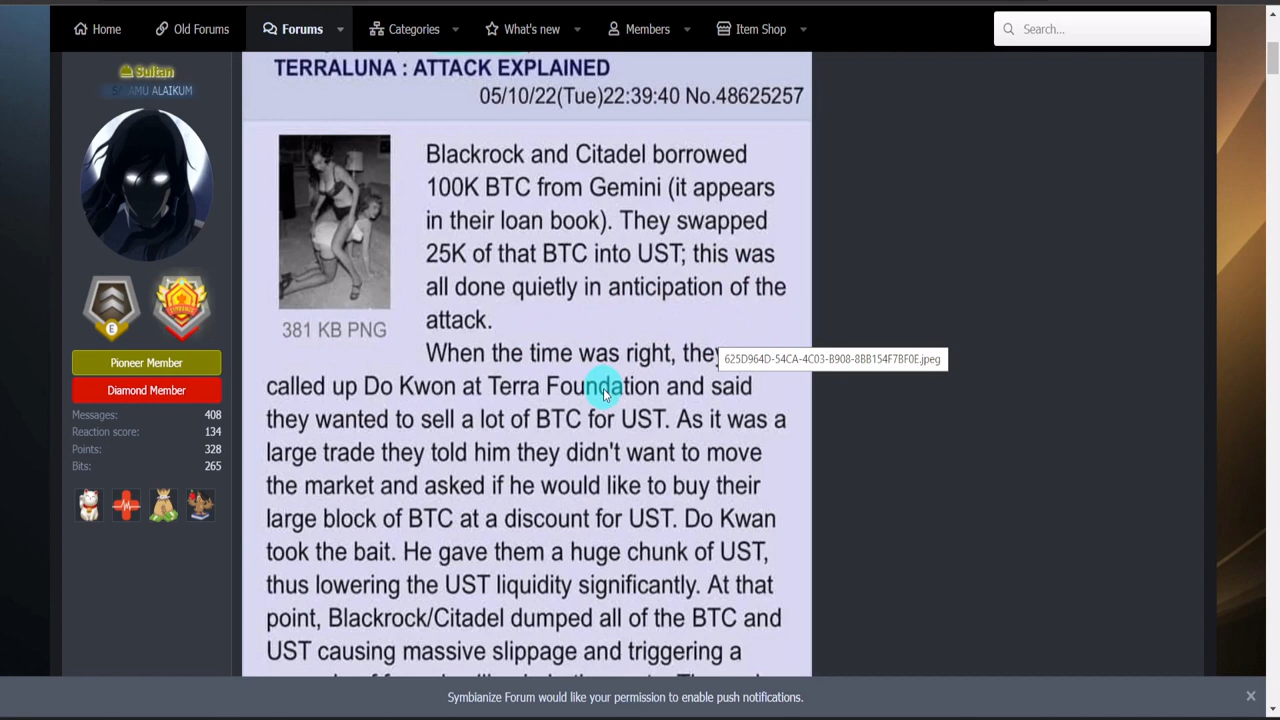 Home
Old Forums
Forums
Categories
What's new
Members
Item Shop
Search...
Sultan
AMU ALAIKUM
E
SYMBIANIZE
Pioneer Member
Diamond Member
Messages: 408
Reaction score: 134
Points: 328
Bits: 265
TERRALUNA : ATTACK EXPLAINED
05/10/22(Tue)22:39:40 No.48625257
381 KB PNG
Blackrock and Citadel borrowed
100K BTC from Gemini (it appears
in their loan book). They swapped
25K of that BTC into UST; this was
all done quietly in anticipation of the
attack.
When the time was right, they
625D964D-54CA-4C03-B908-8BB154F7BF0E.jpeg
called up Do Kwon at Terra Foundation and said
they wanted to sell a lot of BTC for UST. As it was a
large trade they told him they didn't want to move
the market and asked if he would like to buy their
large block of BTC at a discount for UST. Do Kwan
took the bait. He gave them a huge chunk of UST,
thus lowering the UST liquidity significantly. At that
point, Blackrock/Citadel dumped all of the BTC and
UST causing massive slippage and triggering a
Symbianize Forum would like your permission to enable push notifications.